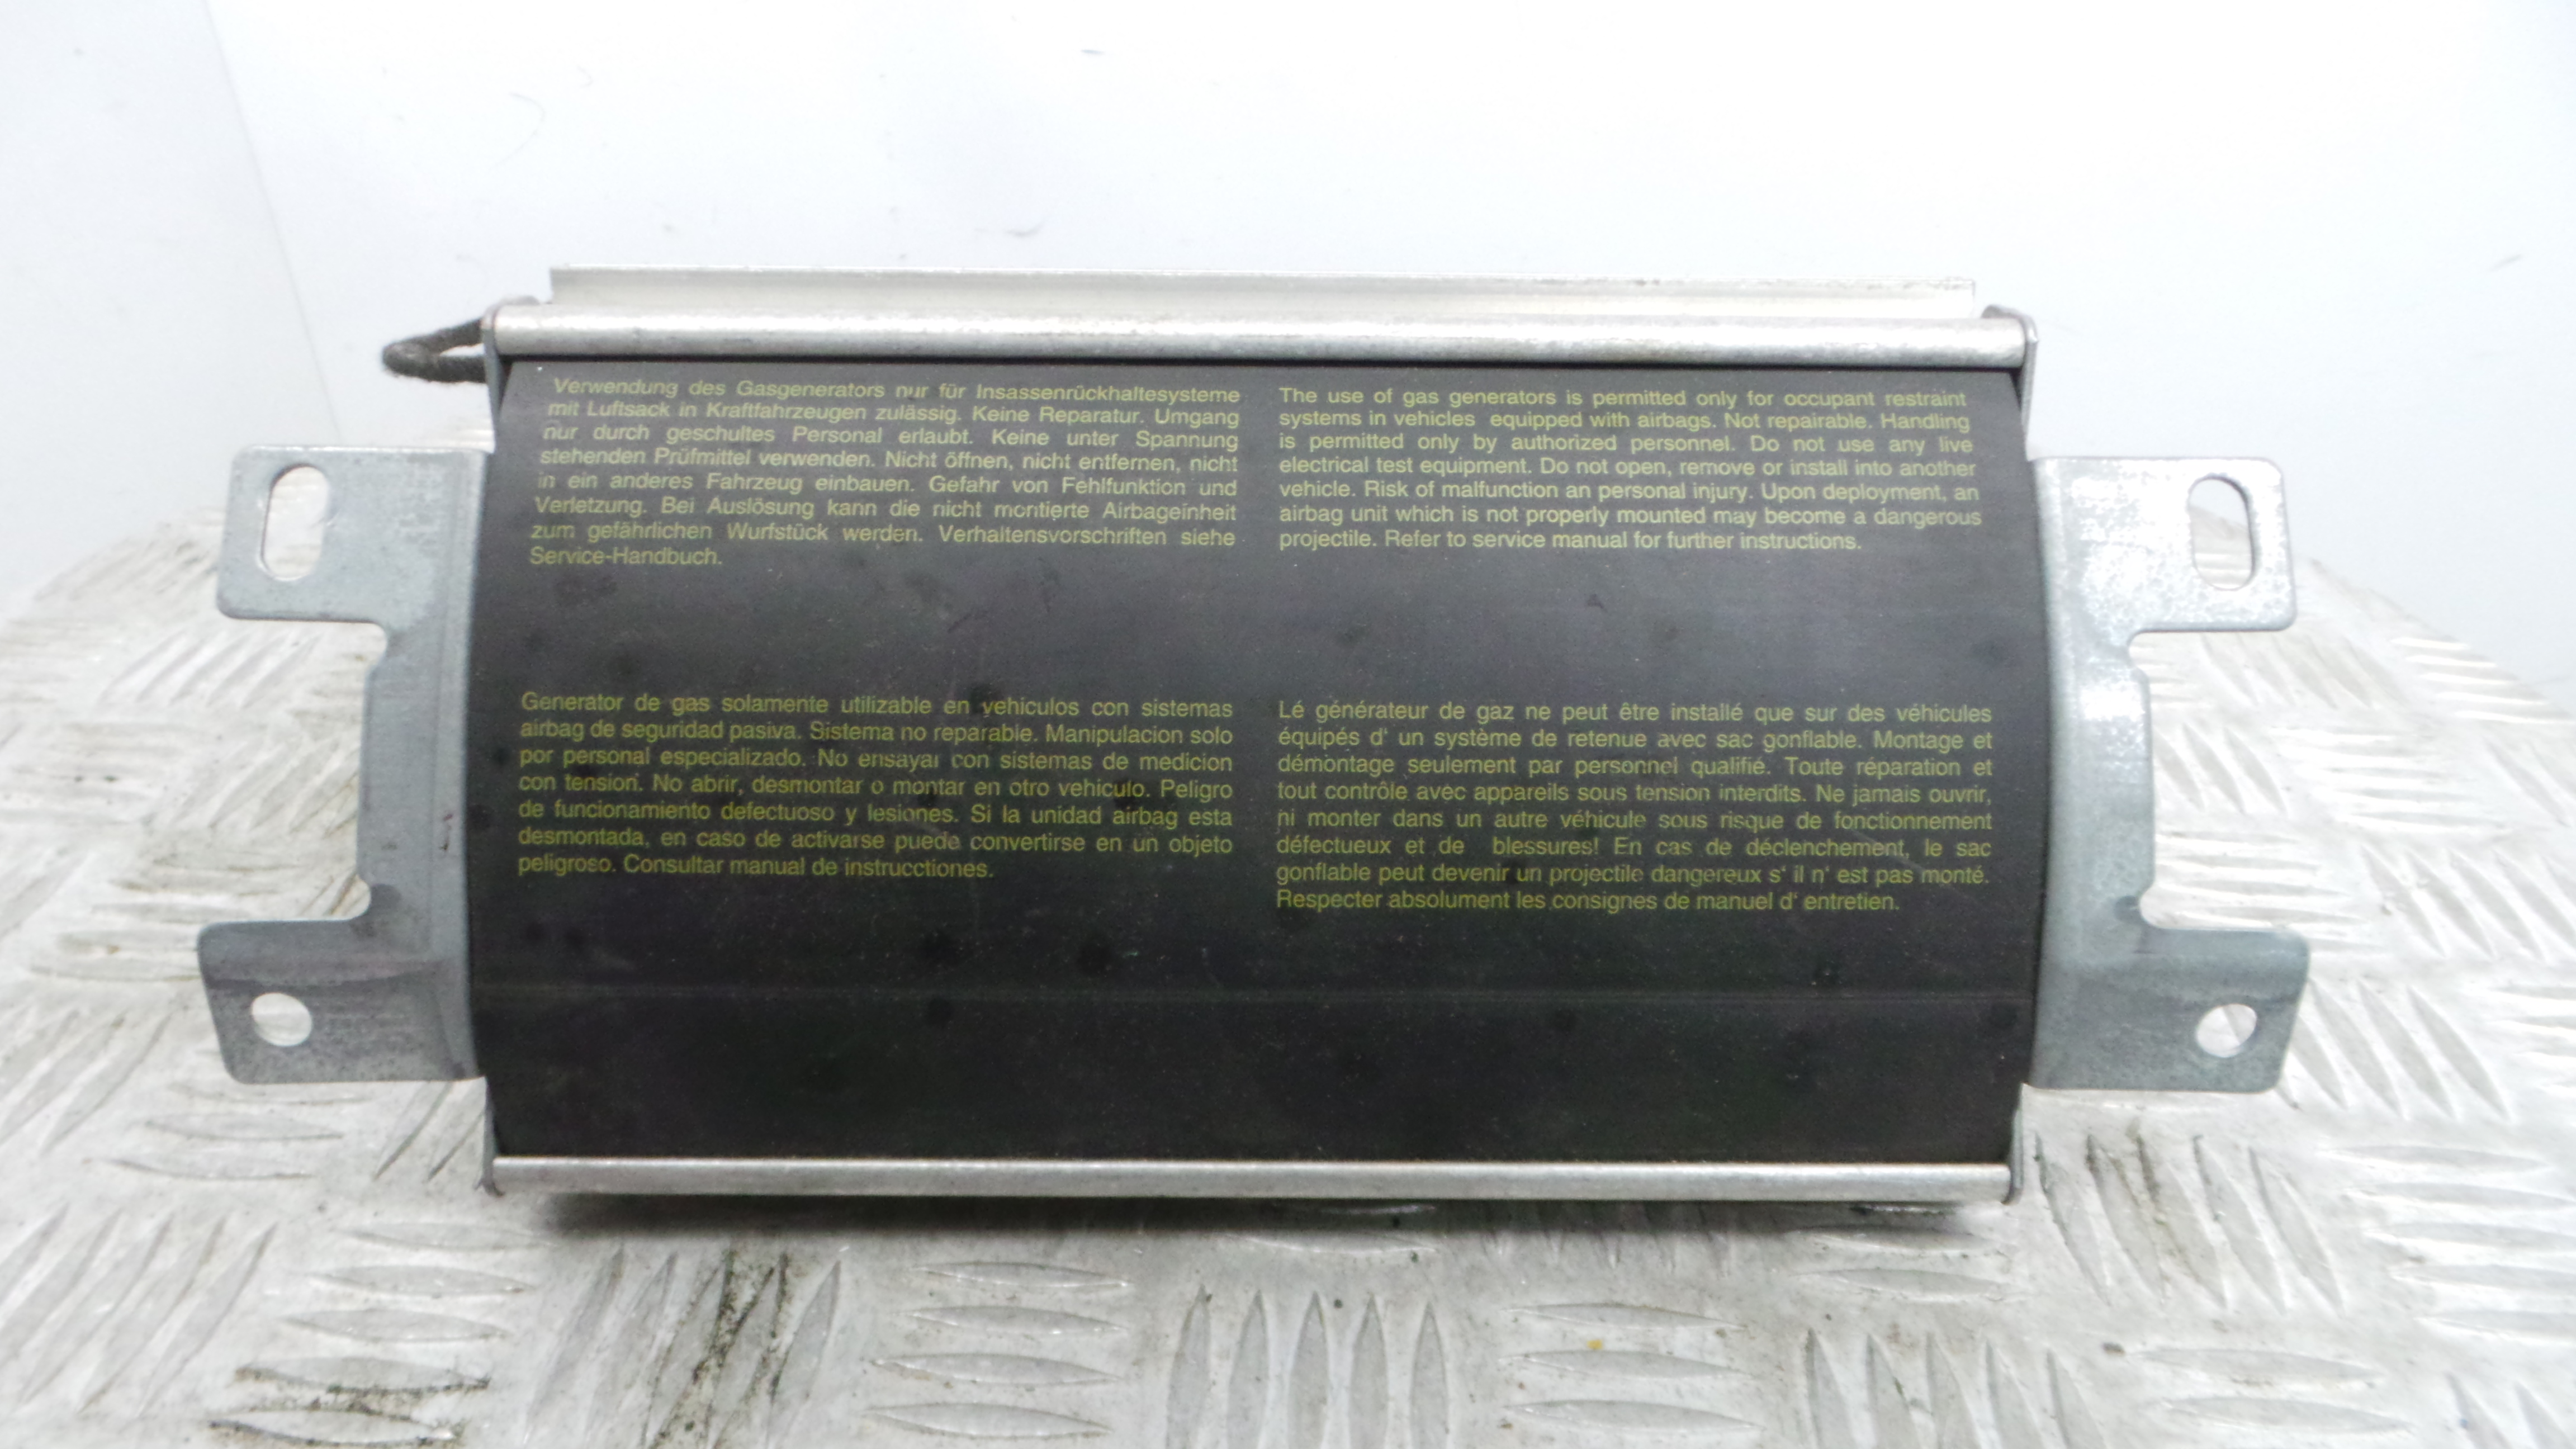 Verwendung des Gasgenerators nur für Insassenrückhaltesysteme
mit Luftsack in Kraftfahrzeugen zulässig. Keine Reparatur. Umgang
nur durch geschultes Personal erlaubt. Keine unter Spannung
stehenden Prüfmittel verwenden. Nicht öffnen, nicht entfernen, nicht
in ein anderes Fahrzeug einbauen. Gefahr von Fehlfunktion und
Verletzung. Bei Auslösung kann die nicht montierte Airbageinheit
zum gefährlichen Wurfstück werden. Verhaltensvorschriften siehe
Service-Handbuch.
The use of gas generators is permitted only for occupant restraint
systems in vehicles equipped with airbags. Not repairable. Handling
is permitted only by authorized personnel. Do not use any live
electrical test equipment. Do not open, remove or install into another
vehicle. Risk of malfunction an personal injury. Upon deployment, an
airbag unit which is not properly mounted may become a dangerous
projectile. Refer to service manual for further instructions.
Generator de gas solamente utilizable en vehiculos con sistemas
airbag de seguridad pasiva. Sistema no reparable. Manipulacion solo
por personal especializado. No ensayar con sistemas de medicion
con tension. No abrir, desmontar o montar en otro vehiculo. Peligro
de funcionamiento defectuoso y lesiones. Si la unidad airbag esta
desmontada, en caso de activarse puede convertirse en un objeto
peligroso. Consultar manual de instrucctiones.
Lé générateur de gaz ne peut être installé que sur des véhicules
équipés d' un système de retenue avec sac gonflable. Montage et
démontage seulement par personnel qualifié. Toute réparation et
tout contrôle avec appareils sous tension interdits. Ne jamais ouvrir,
ni monter dans un autre véhicule sous risque de fonctionnement
défectueux et de blessures! En cas de déclenchement, le sac
gonflable peut devenir un projectile dangereux s' il n' est pas monté.
Respecter absolument les consignes de manuel d' entretien.